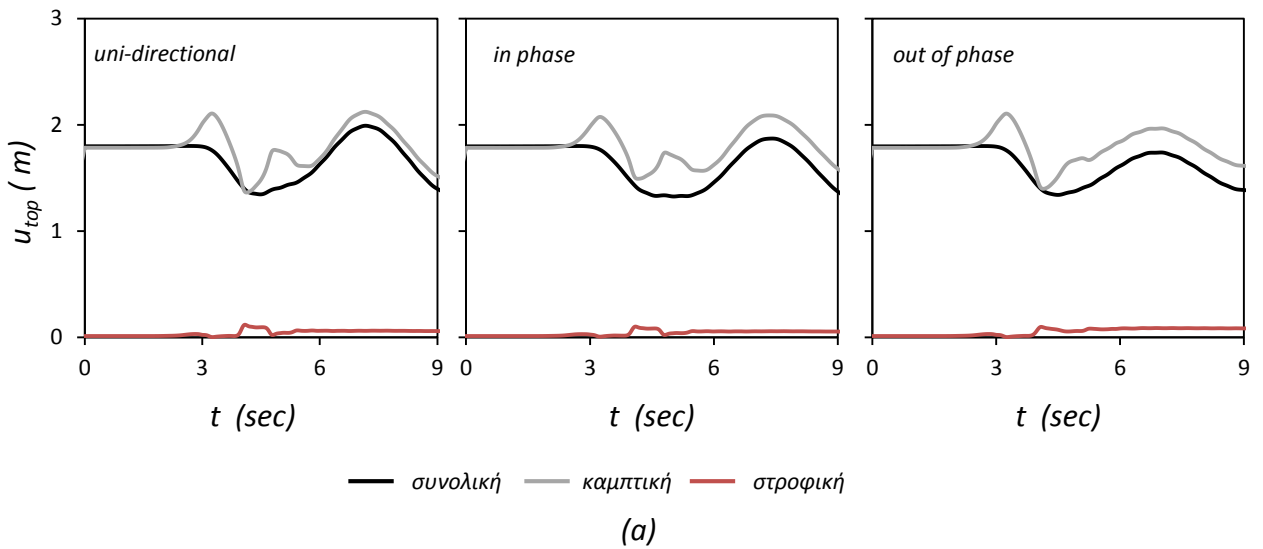 3
2
1
0
u_top ( m)
uni-directional
in phase
out of phase
0 3 6 9
0 3 6 9
0 3 6 9
t (sec)
t (sec)
t (sec)
συνολική καμπτική στροφική
(a)